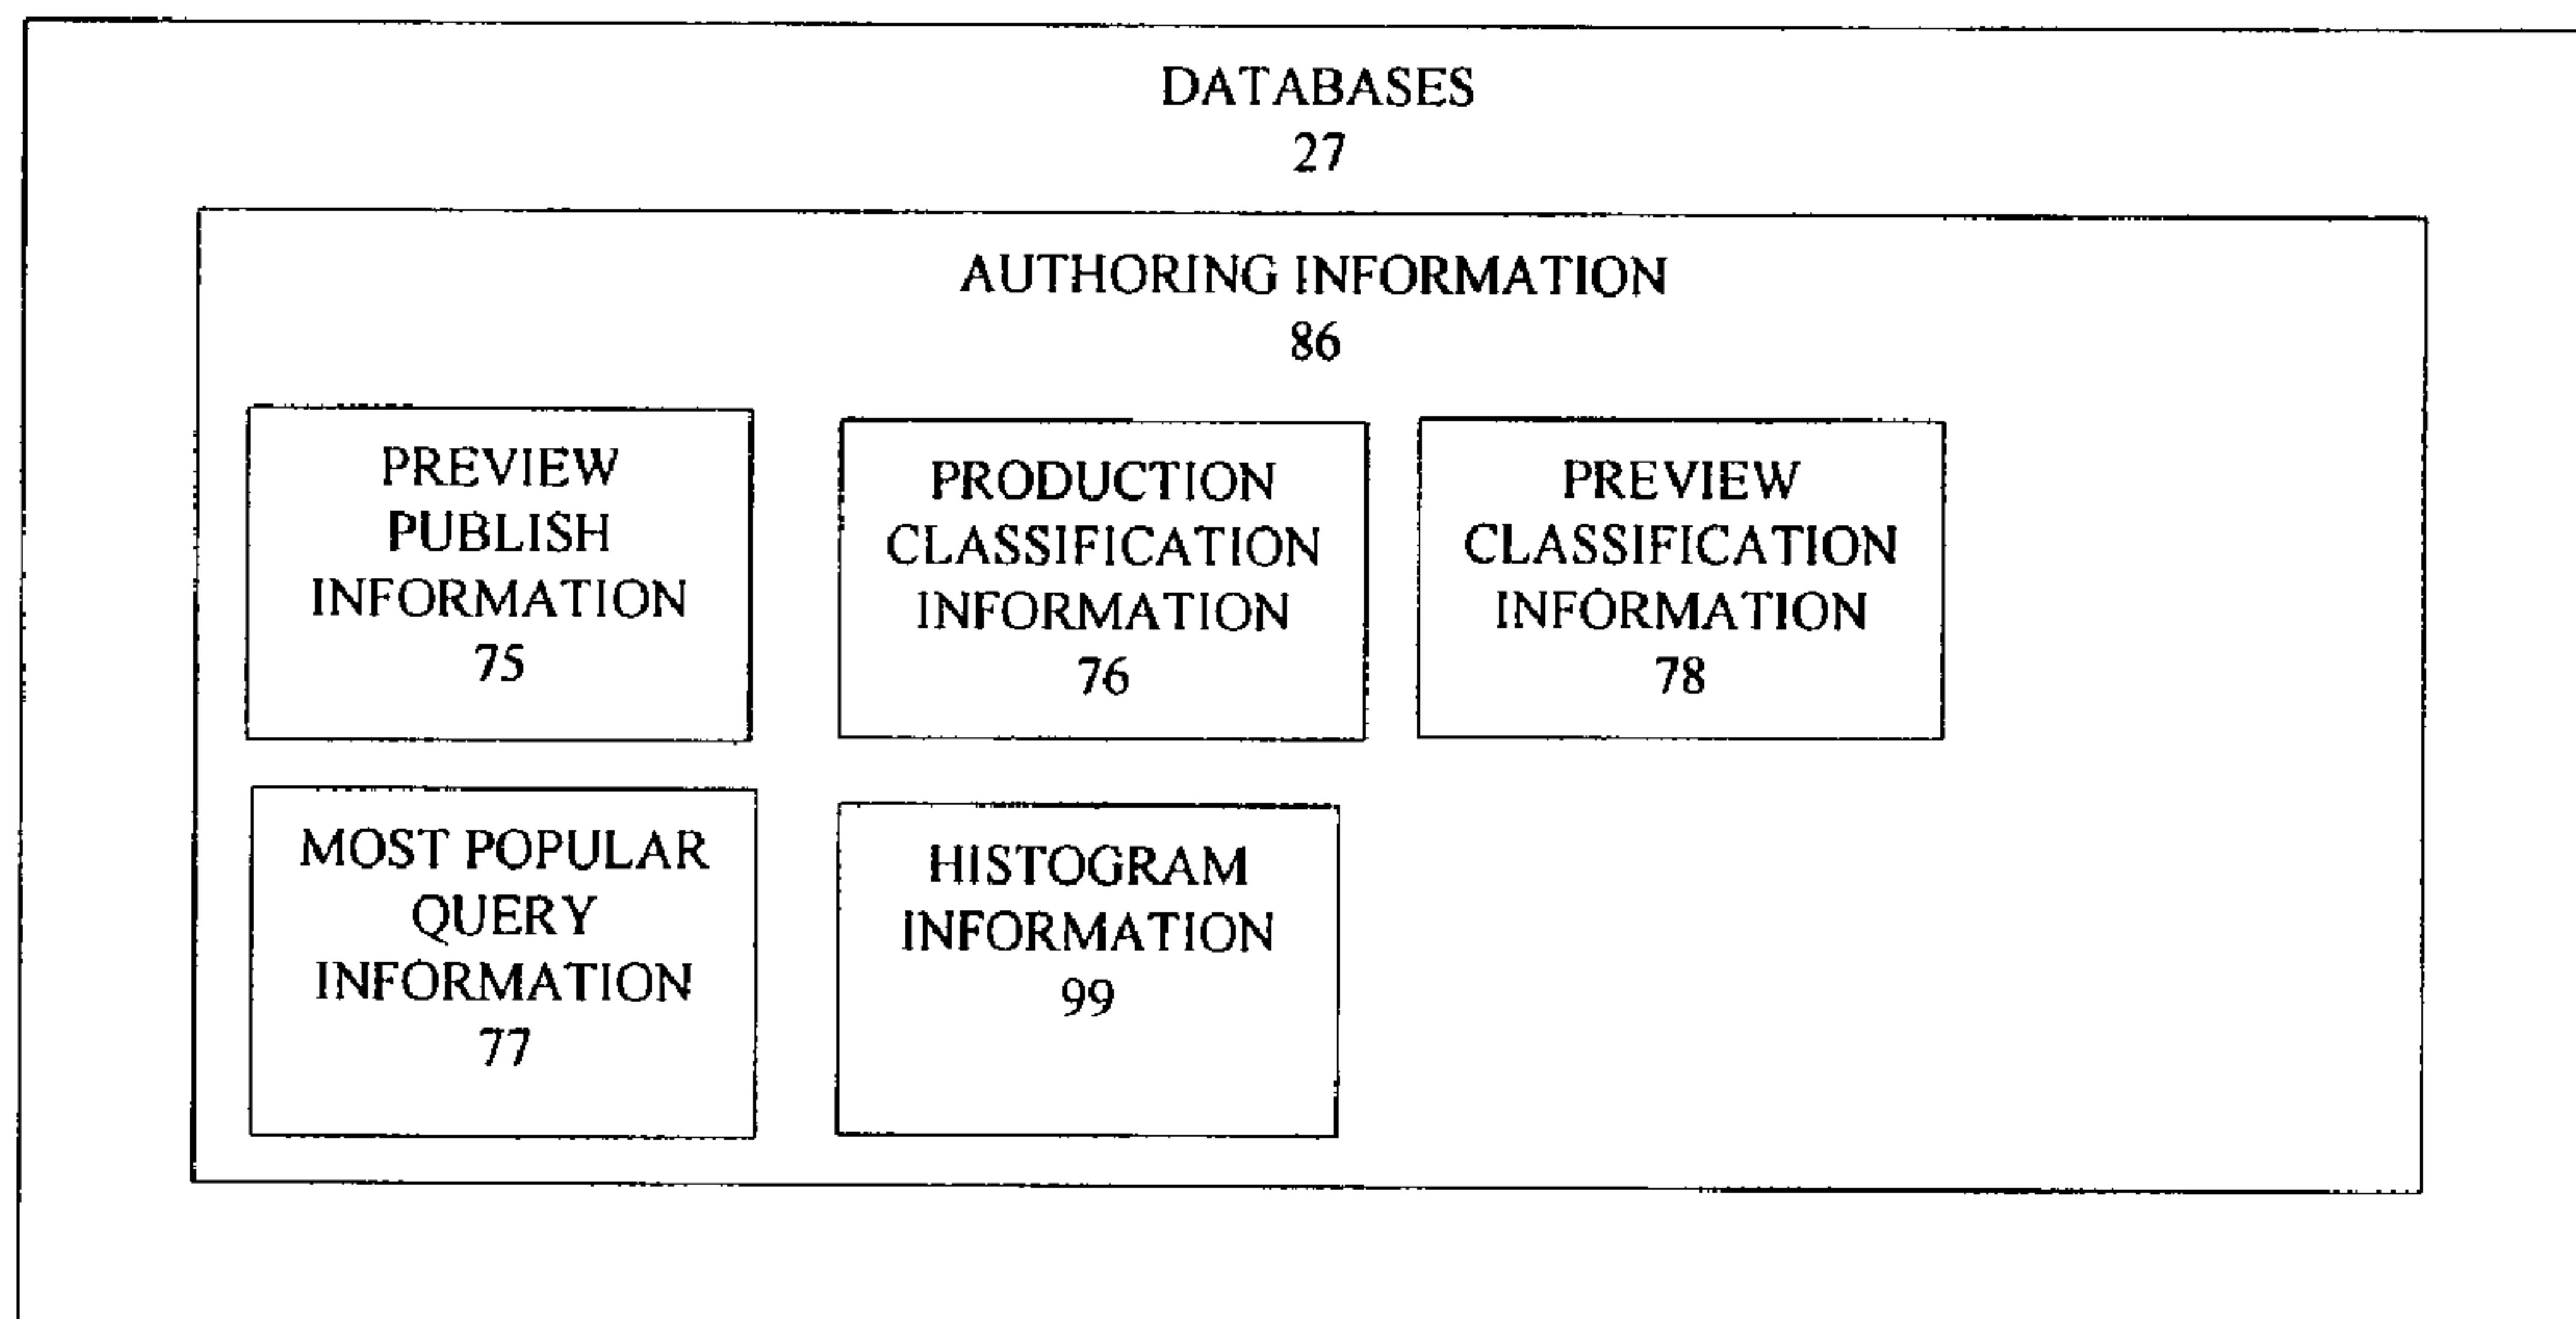 DATABASES
27
AUTHORING INFORMATION
86
PREVIEW
PUBLISH
INFORMATION
75
PRODUCTION
CLASSIFICATION
INFORMATION
76
PREVIEW
CLASSIFICATION
INFORMATION
78
MOST POPULAR
QUERY
INFORMATION
77
HISTOGRAM
INFORMATION
99